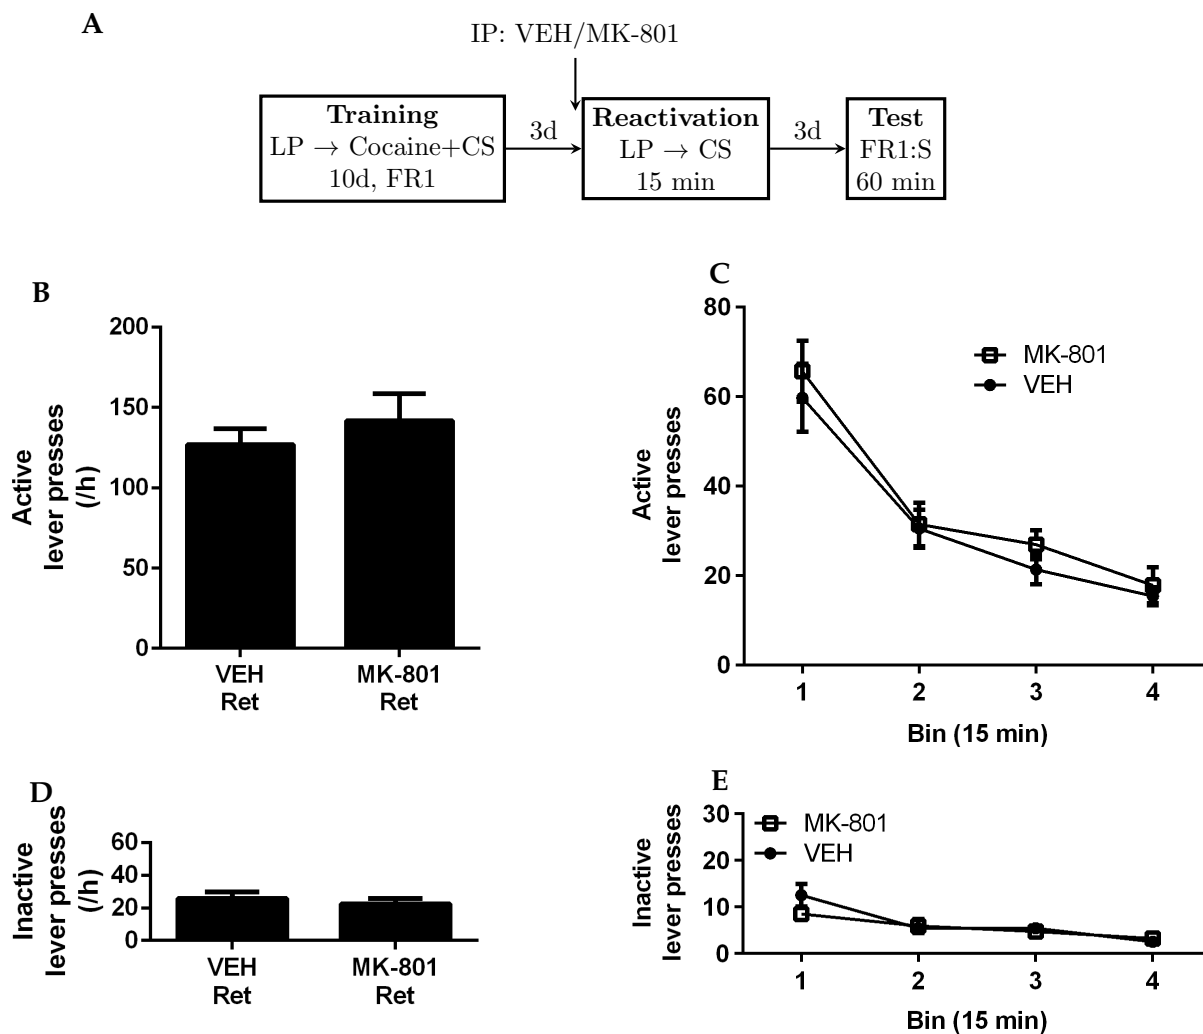 A
IP: VEH/MK-801
Training
LP → Cocaine+CS
10d, FR1
3d
Reactivation
LP → CS
15 min
3d
Test
FR1:S
60 min
B
Active
lever presses
(/h)
200
150
100
50
0
VEH
Ret
MK-801
Ret
C
Active
lever presses
80
60
40
20
0
MK-801
VEH
1 2 3 4
Bin (15 min)
D
Inactive
lever presses
(/h)
60
40
20
0
VEH
Ret
MK-801
Ret
E
Inactive
lever presses
30
20
10
0
MK-801
VEH
1 2 3 4
Bin (15 min)